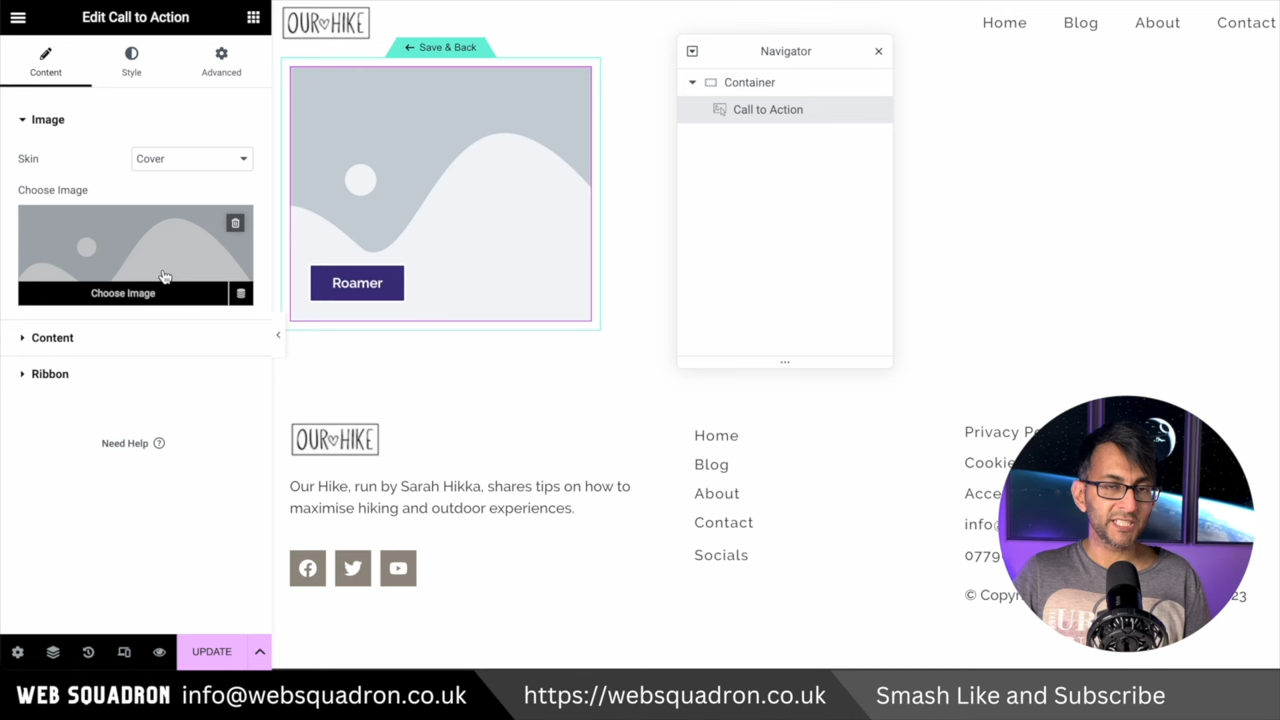 Edit Call to Action
Content
Style
Advanced
Image
Skin
Cover
Choose Image
Choose Image
Content
Ribbon
Need Help
UPDATE
OUR HIKE
Home
Blog
About
Contact
Save & Back
Roamer
Navigator
Container
Call to Action
OUR HIKE
Our Hike, run by Sarah Hikka, shares tips on how to
maximise hiking and outdoor experiences.
Home
Blog
About
Contact
Socials
Privacy
WEB SQUADRON
info@websquadron.co.uk
https://websquadron.co.uk
Smash Like and Subscribe